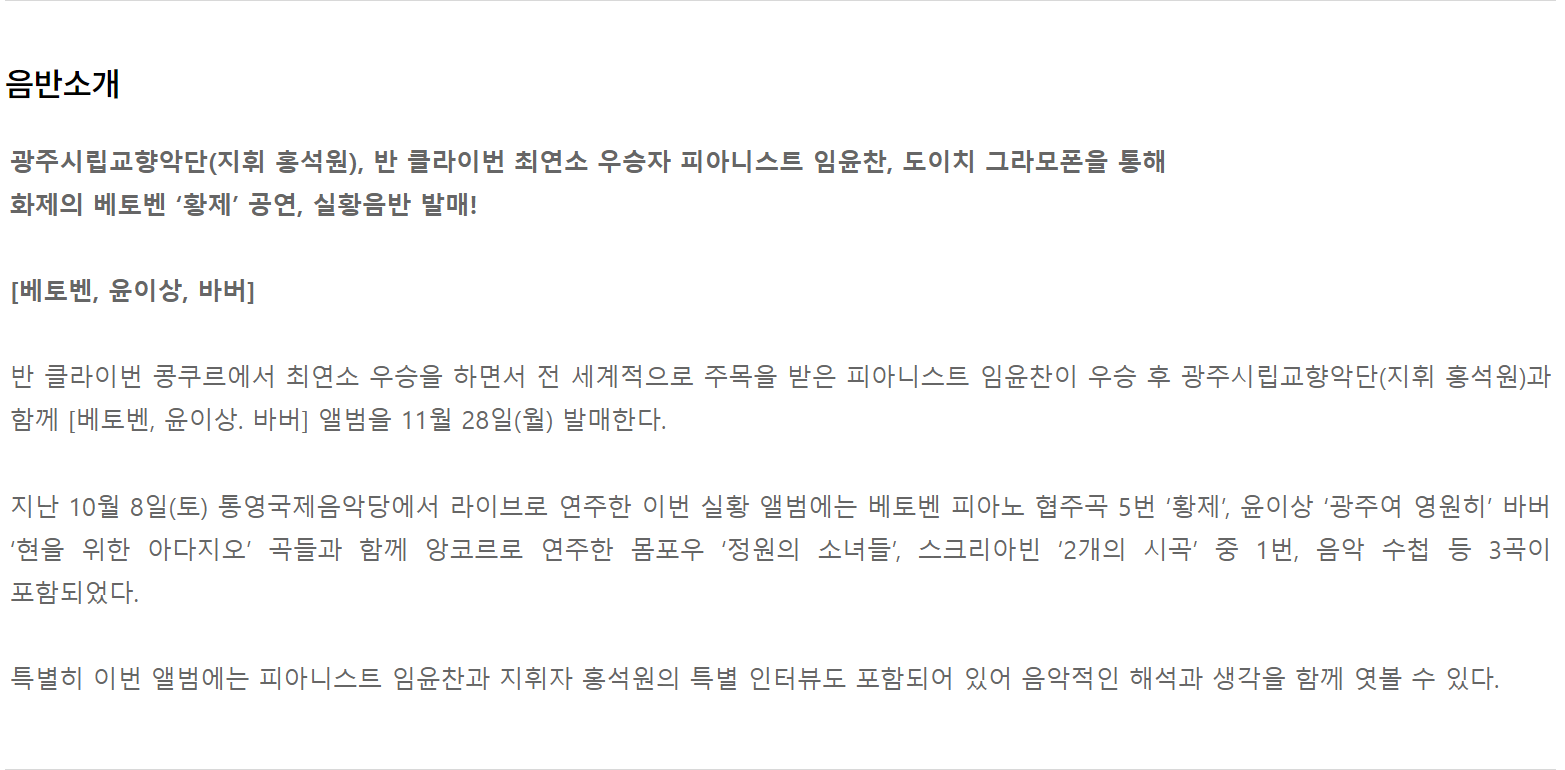 음반소개
광주시립교향악단(지휘 홍석원), 반 클라이번 최연소 우승자 피아니스트 임윤찬, 도이치 그라모폰을 통해
화제의 베토벤 ‘황제’ 공연, 실황음반 발매!
[베토벤, 윤이상, 바버]
반 클라이번 콩쿠르에서 최연소 우승을 하면서 전 세계적으로 주목을 받은 피아니스트 임윤찬이 우승 후 광주시립교향악단(지휘 홍석원)과
함께 [베토벤, 윤이상. 바버] 앨범을 11월 28일(월) 발매한다.
지난 10월 8일(토) 통영국제음악당에서 라이브로 연주한 이번 실황 앨범에는 베토벤 피아노 협주곡 5번 ‘황제’, 윤이상 ‘광주여 영원히’ 바버
‘현을 위한 아다지오’ 곡들과 함께 앙코르로 연주한 몸포우 ‘정원의 소녀들’, 스크리아빈 ‘2개의 시곡’ 중 1번, 음악 수첩 등 3곡이
포함되었다.
특별히 이번 앨범에는 피아니스트 임윤찬과 지휘자 홍석원의 특별 인터뷰도 포함되어 있어 음악적인 해석과 생각을 함께 엿볼 수 있다.